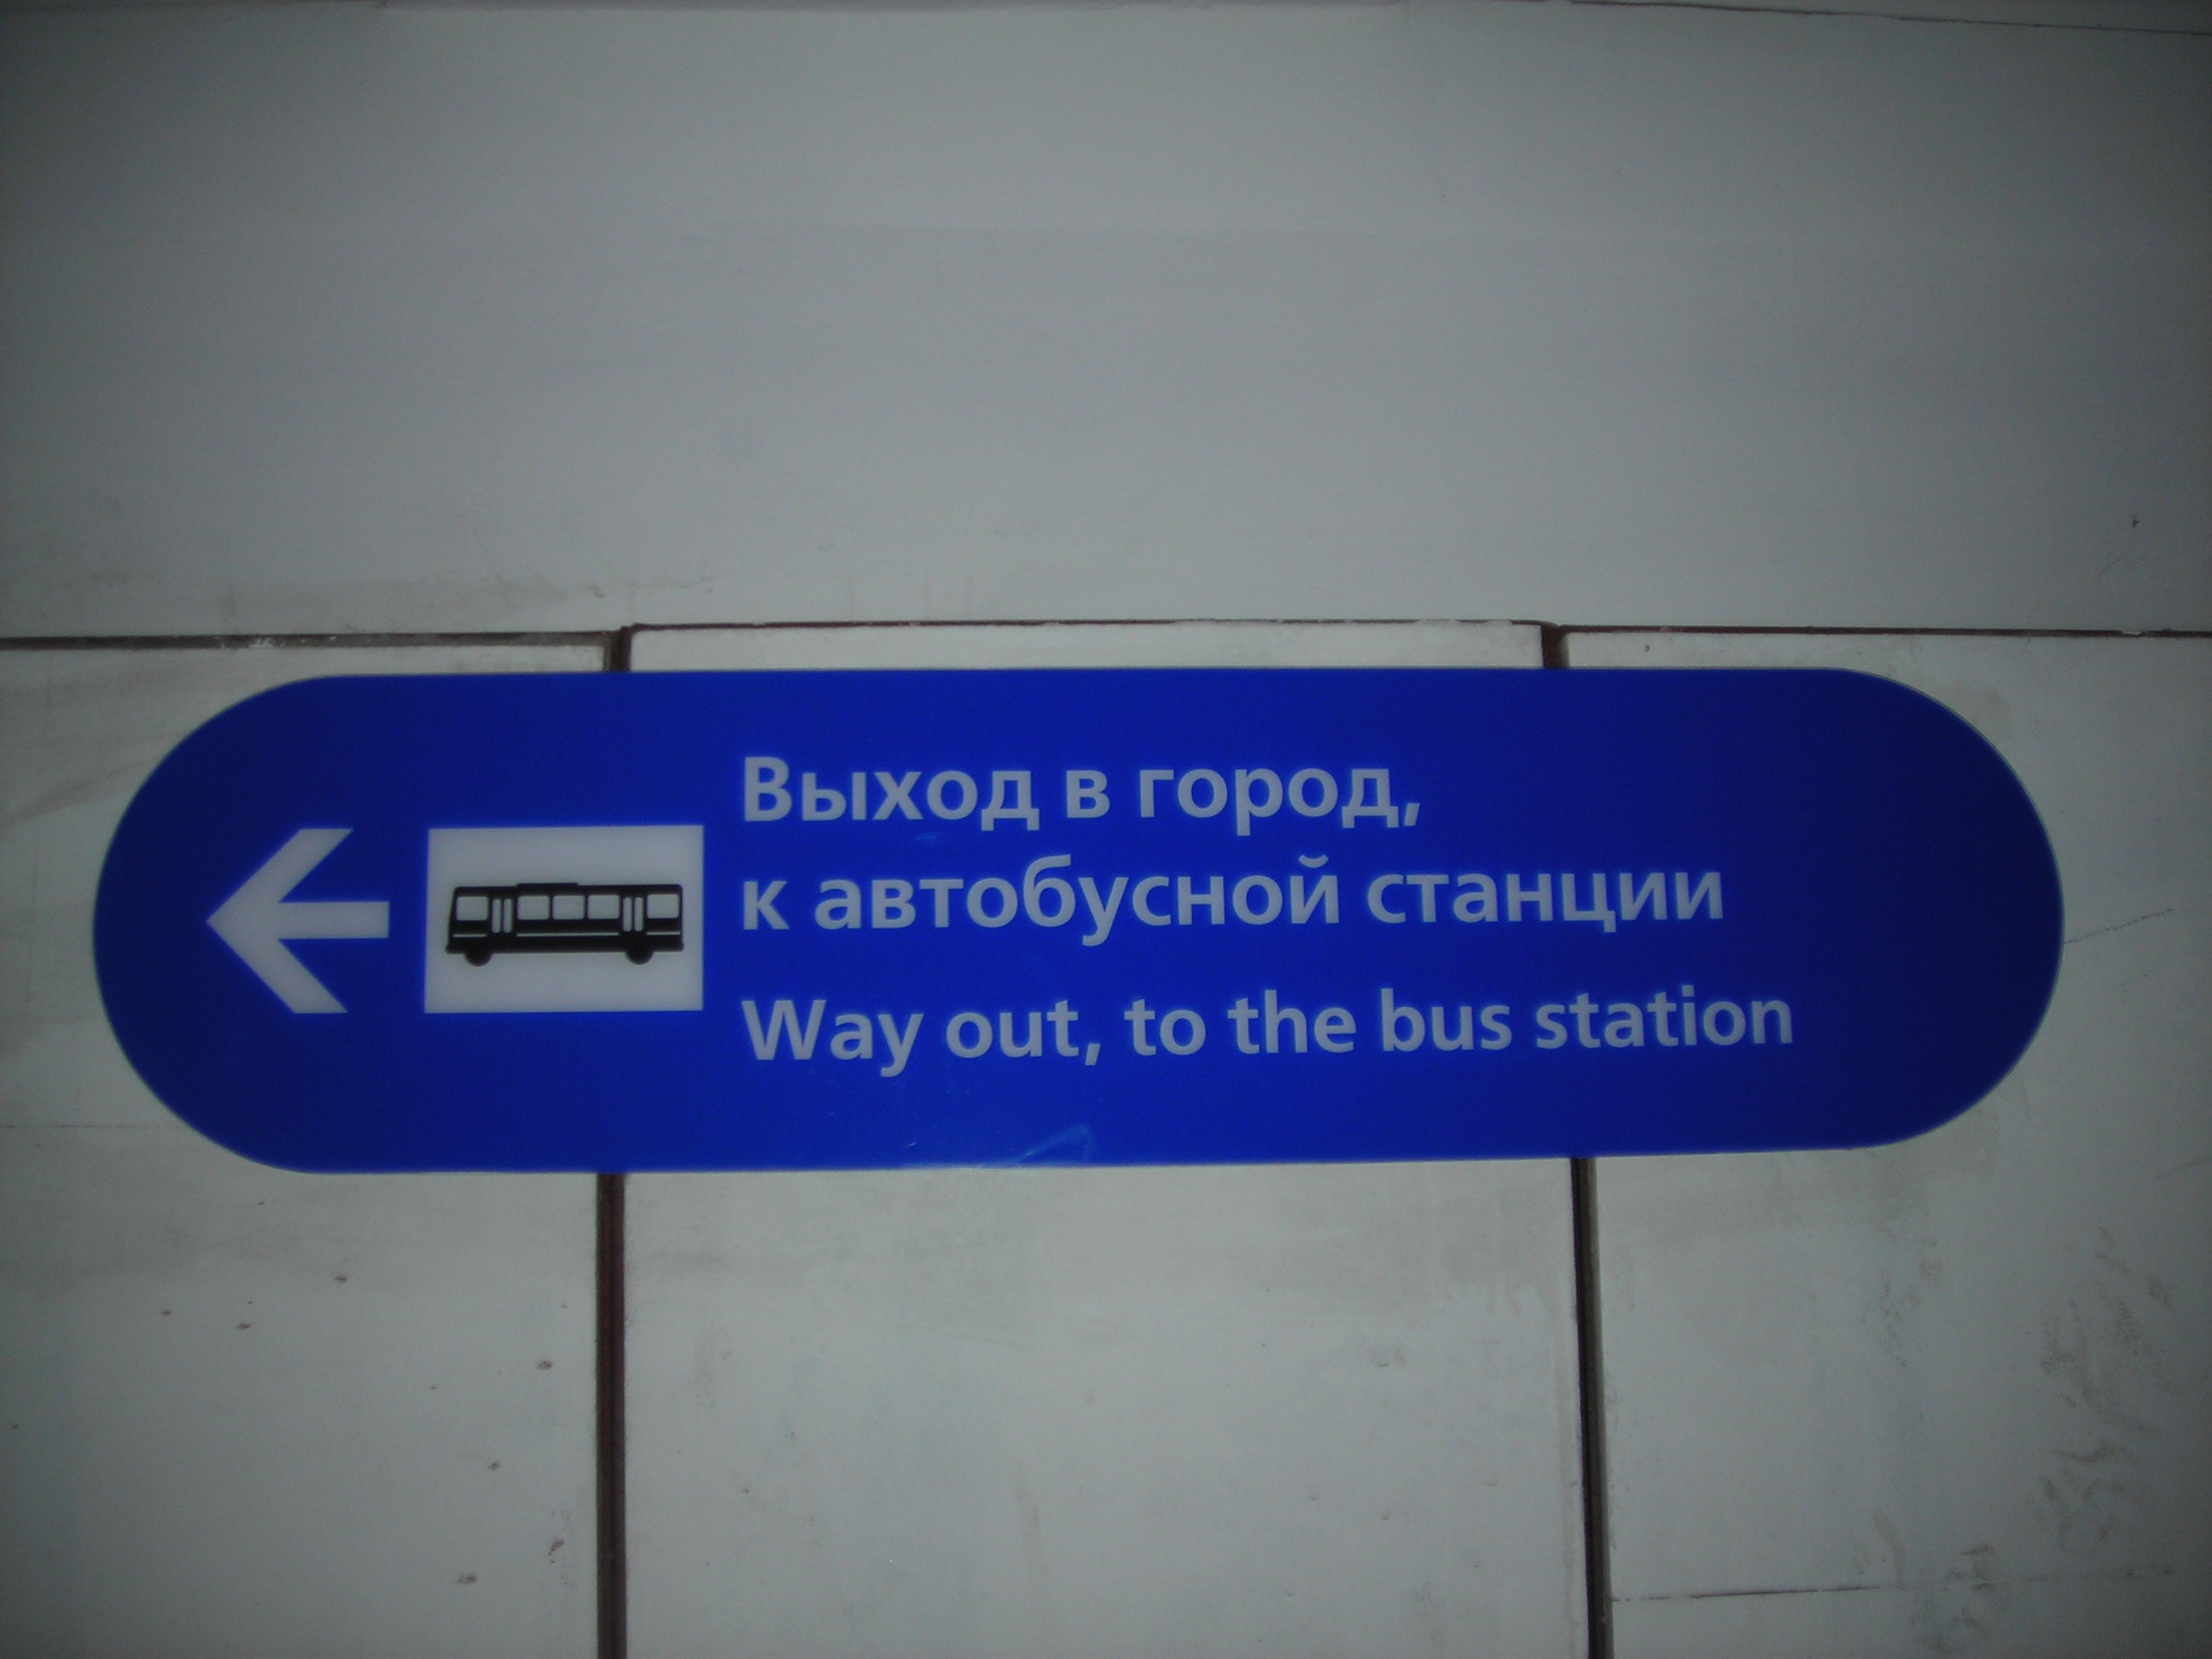 Выход в город,
к автобусной станции
Way out, to the bus station